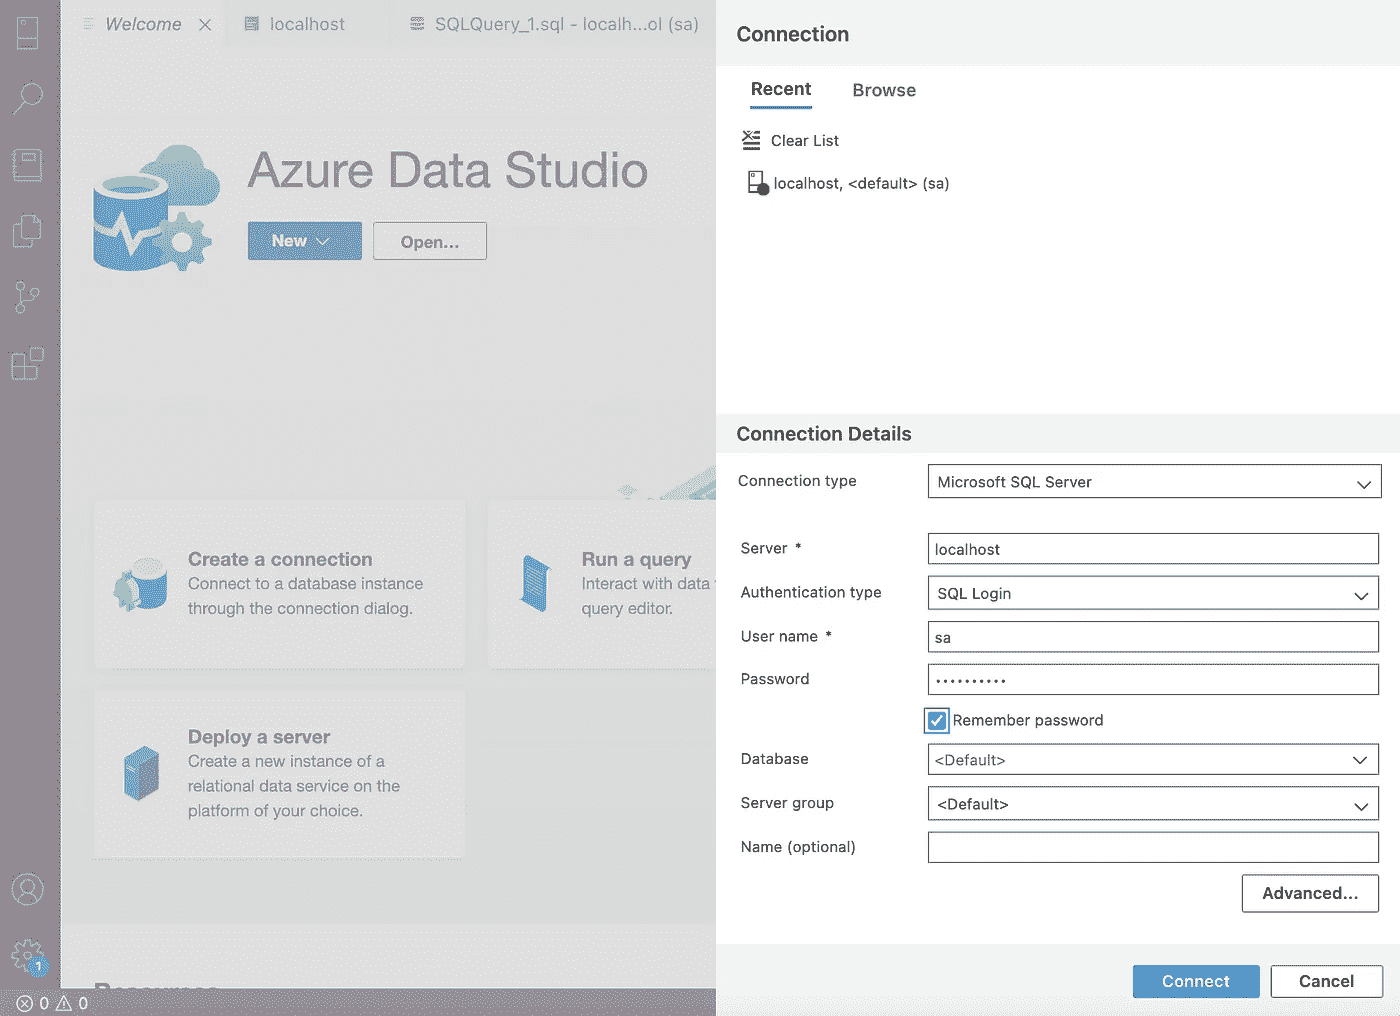 Welcome
localhost
SQLQuery_1.sql - localh...ol (sa)
Azure Data Studio
New
Open...
Create a connection
Connect to a database instance
through the connection dialog.
Run a query
Interact with data
query editor.
Deploy a server
Create a new instance of a
relational data service on the
platform of your choice.
Resources
1
0
0
Connection
Recent
Browse
Clear List
localhost, <default> (sa)
Connection Details
Connection type
Microsoft SQL Server
Server *
localhost
Authentication type
SQL Login
User name *
sa
Password
••••••••••
Remember password
Database
<Default>
Server group
<Default>
Name (optional)
Advanced...
Connect
Cancel